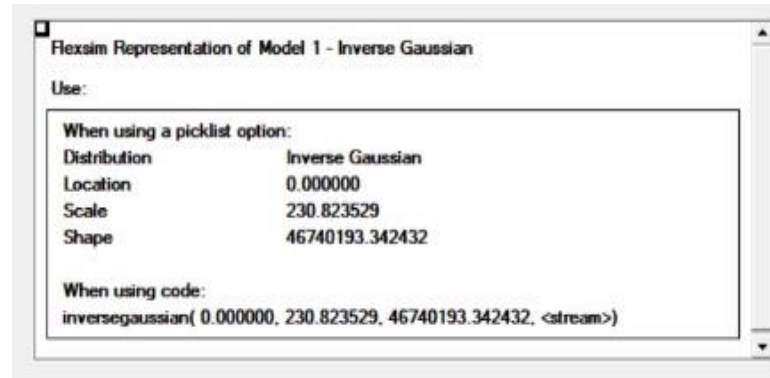 Flexsim Representation of Model 1 - Inverse Gaussian
Use:
When using a picklist option:
Distribution Inverse Gaussian
Location 0.000000
Scale 230.823529
Shape 46740193.342432
When using code:
inversegaussian( 0.000000, 230.823529, 46740193.342432, <stream>)